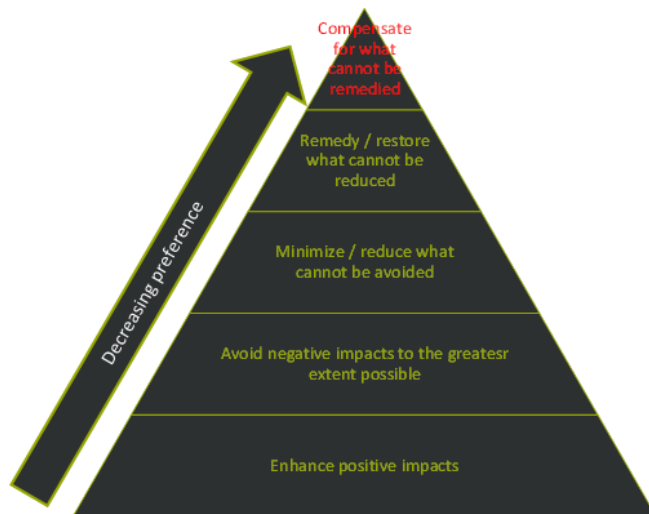 Compensate
for what
cannot be
remedied
Remedy / restore
what cannot be
reduced
Minimize / reduce what
cannot be avoided
Avoid negative impacts to the greatesr
extent possible
Enhance positive impacts
Decreasing preference